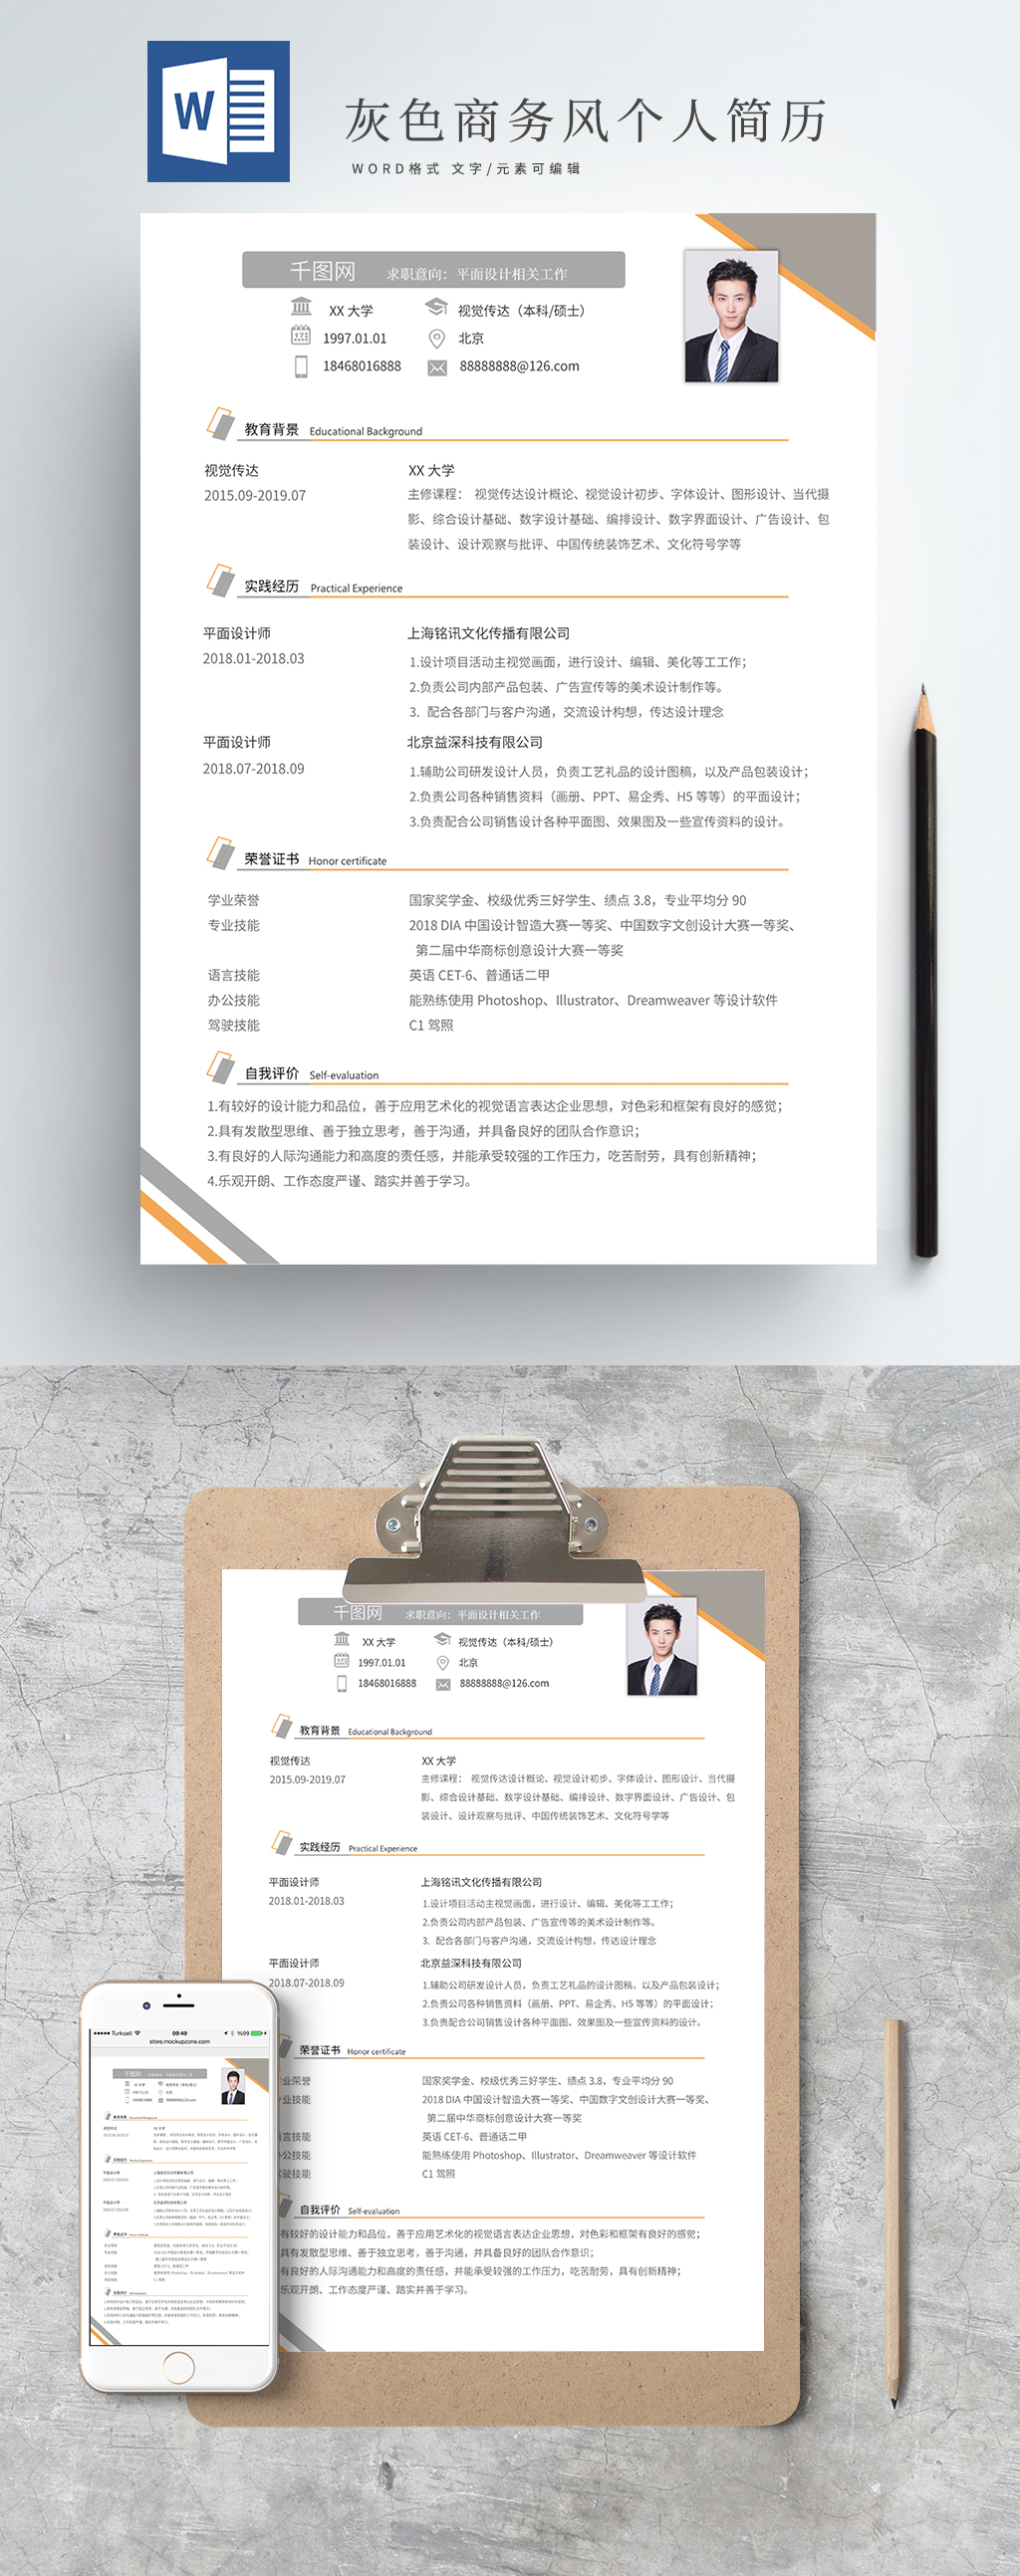 W
灰色商务风个人简历
WORD格式 文字/元素可编辑
千图网 求职意向：平面设计相关工作
XX 大学 视觉传达（本科/硕士）
1997.01.01 北京
18468016888 88888888@126.com
教育背景 Educational Background
视觉传达 XX 大学
2015.09-2019.07 主修课程： 视觉传达设计概论、视觉设计初步、字体设计、图形设计、当代摄
影、综合设计基础、数字设计基础、编排设计、数字界面设计、广告设计、包
装设计、设计观察与批评、中国传统装饰艺术、文化符号学等
实践经历 Practical Experience
平面设计师 上海铭讯文化传播有限公司
2018.01-2018.03 1.设计项目活动主视觉画面，进行设计、编辑、美化等工工作；
2.负责公司内部产品包装、广告宣传等的美术设计制作等。
3. 配合各部门与客户沟通，交流设计构想，传达设计理念
平面设计师 北京益深科技有限公司
2018.07-2018.09 1.辅助公司研发设计人员，负责工艺礼品的设计图稿，以及产品包装设计；
2.负责公司各种销售资料（画册、PPT、易企秀、H5 等等）的平面设计；
3.负责配合公司销售设计各种平面图、效果图及一些宣传资料的设计。
荣誉证书 Honor certificate
学业荣誉 国家奖学金、校级优秀三好学生、绩点 3.8，专业平均分 90
专业技能 2018 DIA 中国设计智造大赛一等奖、中国数字文创设计大赛一等奖、
第二届中华商标创意设计大赛一等奖
语言技能 英语 CET-6、普通话二甲
办公技能 能熟练使用 Photoshop、Illustrator、Dreamweaver 等设计软件
驾驶技能 C1 驾照
自我评价 Self-evaluation
1.有较好的设计能力和品位，善于应用艺术化的视觉语言表达企业思想，对色彩和框架有良好的感觉；
2.具有发散型思维、善于独立思考，善于沟通，并具备良好的团队合作意识；
3.有良好的人际沟通能力和高度的责任感，并能承受较强的工作压力，吃苦耐劳，具有创新精神；
4.乐观开朗、工作态度严谨、踏实并善于学习。
千图网 求职意向：平面设计相关工作
XX 大学 视觉传达（本科/硕士）
1997.01.01 北京
18468016888 88888888@126.com
教育背景 Educational Background
视觉传达 XX 大学
2015.09-2019.07 主修课程： 视觉传达设计概论、视觉设计初步、字体设计、图形设计、当代摄
影、综合设计基础、数字设计基础、编排设计、数字界面设计、广告设计、包
装设计、设计观察与批评、中国传统装饰艺术、文化符号学等
实践经历 Practical Experience
平面设计师 上海铭讯文化传播有限公司
2018.01-2018.03 1.设计项目活动主视觉画面，进行设计、编辑、美化等工工作；
2.负责公司内部产品包装、广告宣传等的美术设计制作等。
3. 配合各部门与客户沟通，交流设计构想，传达设计理念
平面设计师 北京益深科技有限公司
2018.07-2018.09 1.辅助公司研发设计人员，负责工艺礼品的设计图稿，以及产品包装设计；
2.负责公司各种销售资料（画册、PPT、易企秀、H5 等等）的平面设计；
3.负责配合公司销售设计各种平面图、效果图及一些宣传资料的设计。
荣誉证书 Honor certificate
业荣誉 国家奖学金、校级优秀三好学生、绩点 3.8，专业平均分 90
业技能 2018 DIA 中国设计智造大赛一等奖、中国数字文创设计大赛一等奖、
第二届中华商标创意设计大赛一等奖
言技能 英语 CET-6、普通话二甲
公技能 能熟练使用 Photoshop、Illustrator、Dreamweaver 等设计软件
驶技能 C1 驾照
自我评价 Self-evaluation
有较好的设计能力和品位，善于应用艺术化的视觉语言表达企业思想，对色彩和框架有良好的感觉；
具有发散型思维、善于独立思考，善于沟通，并具备良好的团队合作意识；
有良好的人际沟通能力和高度的责任感，并能承受较强的工作压力，吃苦耐劳，具有创新精神；
乐观开朗、工作态度严谨、踏实并善于学习。
Turkcell 09:49 %99
store.mockupzone.com
千图网